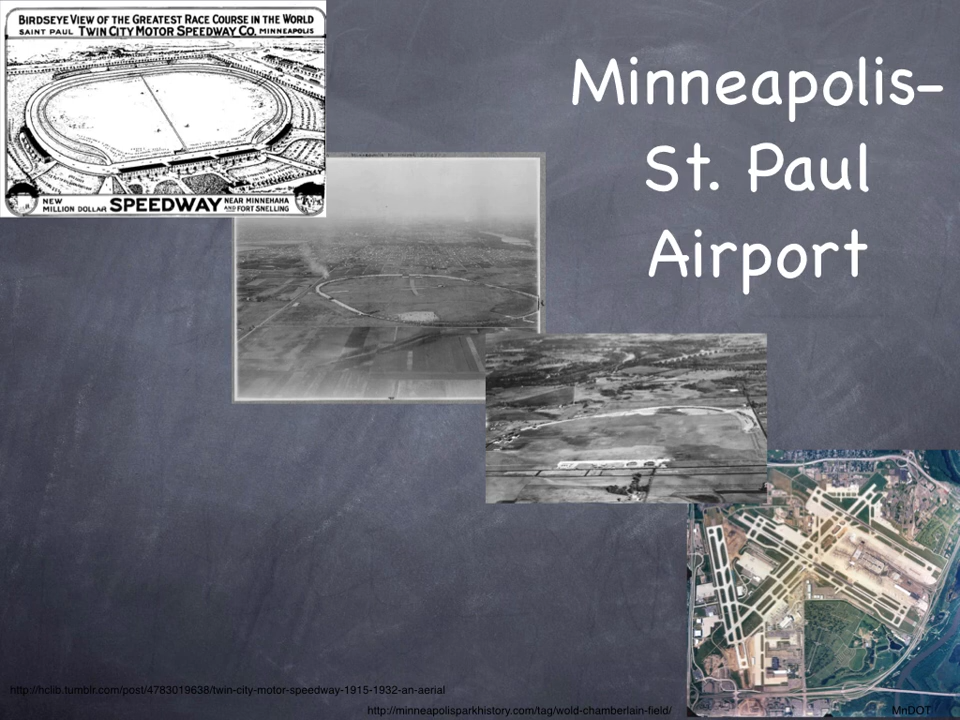 BIRDSEYE VIEW OF THE GREATEST RACE COURSE IN THE WORLD
SAINT PAUL TWIN CITY MOTOR SPEEDWAY CO. MINNEAPOLIS
NEW
MILLION DOLLAR SPEEDWAY NEAR MINNEHAHA
AND FORT SNELLING
Minneapolis-
St. Paul
Airport
http://hclib.tumblr.com/post/4783019638/twin-city-motor-speedway-1915-1932-an-aerial
http://minneapolisparkhistory.com/tag/wold-chamberlain-field/
MnDOT